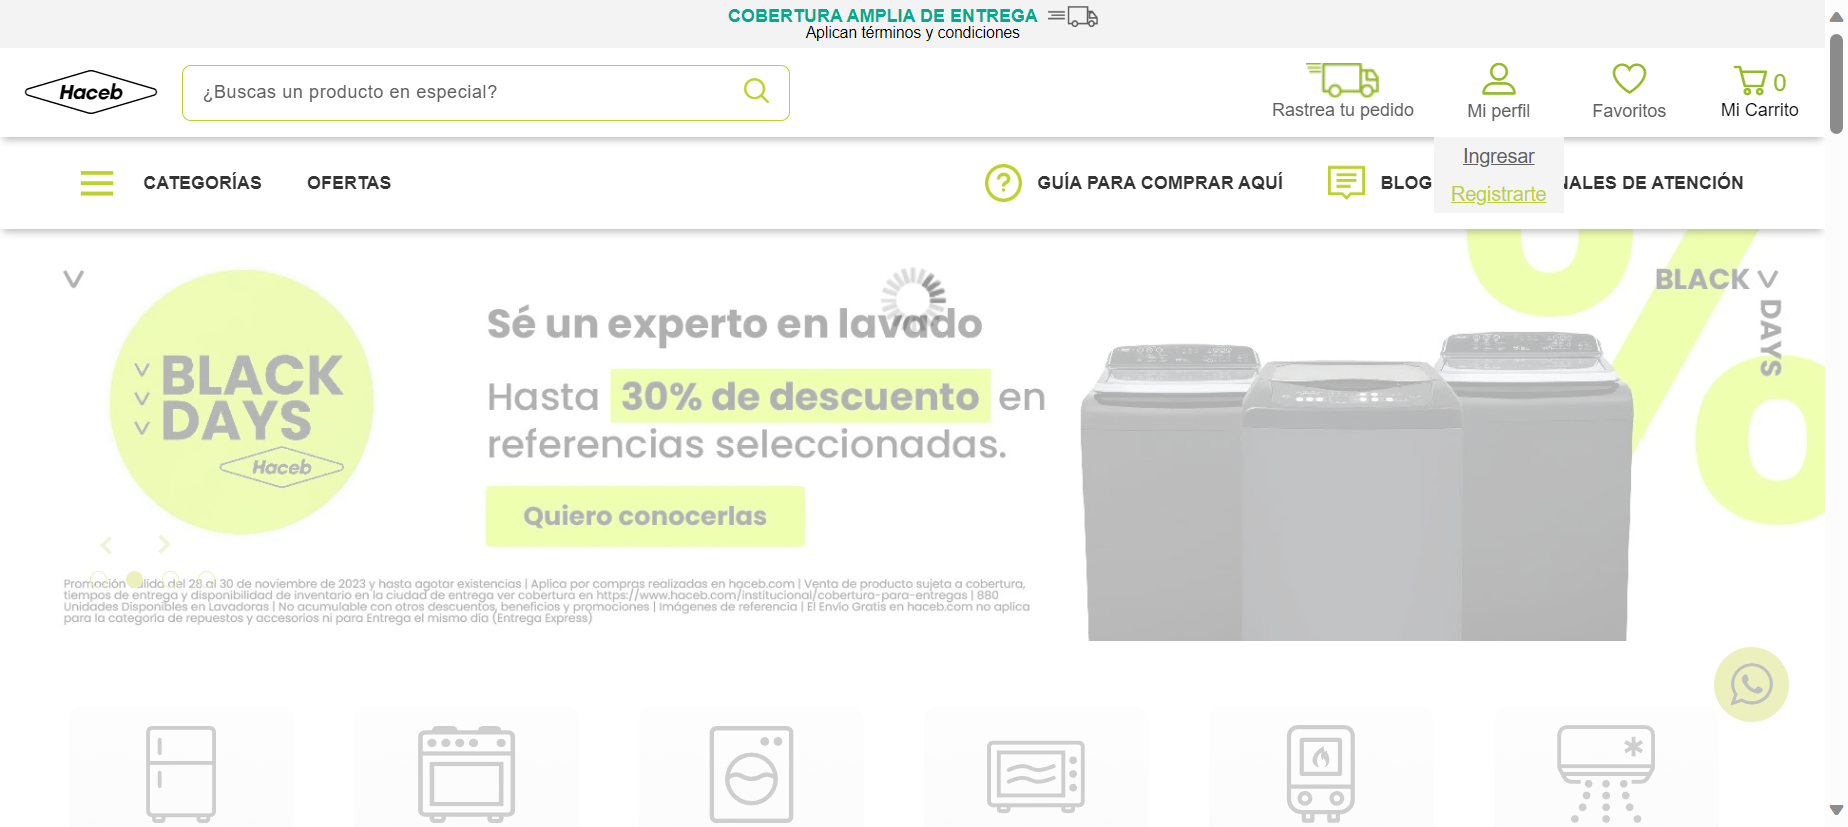 COBERTURA AMPLIA DE ENTREGA
Aplican términos y condiciones
Haceb
¿Buscas un producto en especial?
Rastrea tu pedido
Mi perfil
Favoritos
0
Mi Carrito
Ingresar
Registrarte
CATEGORÍAS
OFERTAS
GUÍA PARA COMPRAR AQUÍ
BLOG
NALES DE ATENCIÓN
BLACK
DAYS
Haceb
Sé un experto en lavado
Hasta 30% de descuento en
referencias seleccionadas.
Quiero conocerlas
BLACK
DAYS
%
Promoción válida del 28 al 30 de noviembre de 2023 y hasta agotar existencias | Aplica por compras realizadas en haceb.com | Venta de producto sujeta a cobertura,
tiempos de entrega y disponibilidad de inventario en la ciudad de entrega ver cobertura en https://www.haceb.com/institucional/cobertura-para-entregas | 880
Unidades Disponibles en Lavadoras | No acumulable con otros descuentos, beneficios y promociones | Imágenes de referencia | El Envío Gratis en haceb.com no aplica
para la categoría de repuestos y accesorios ni para Entrega el mismo día (Entrega Express)